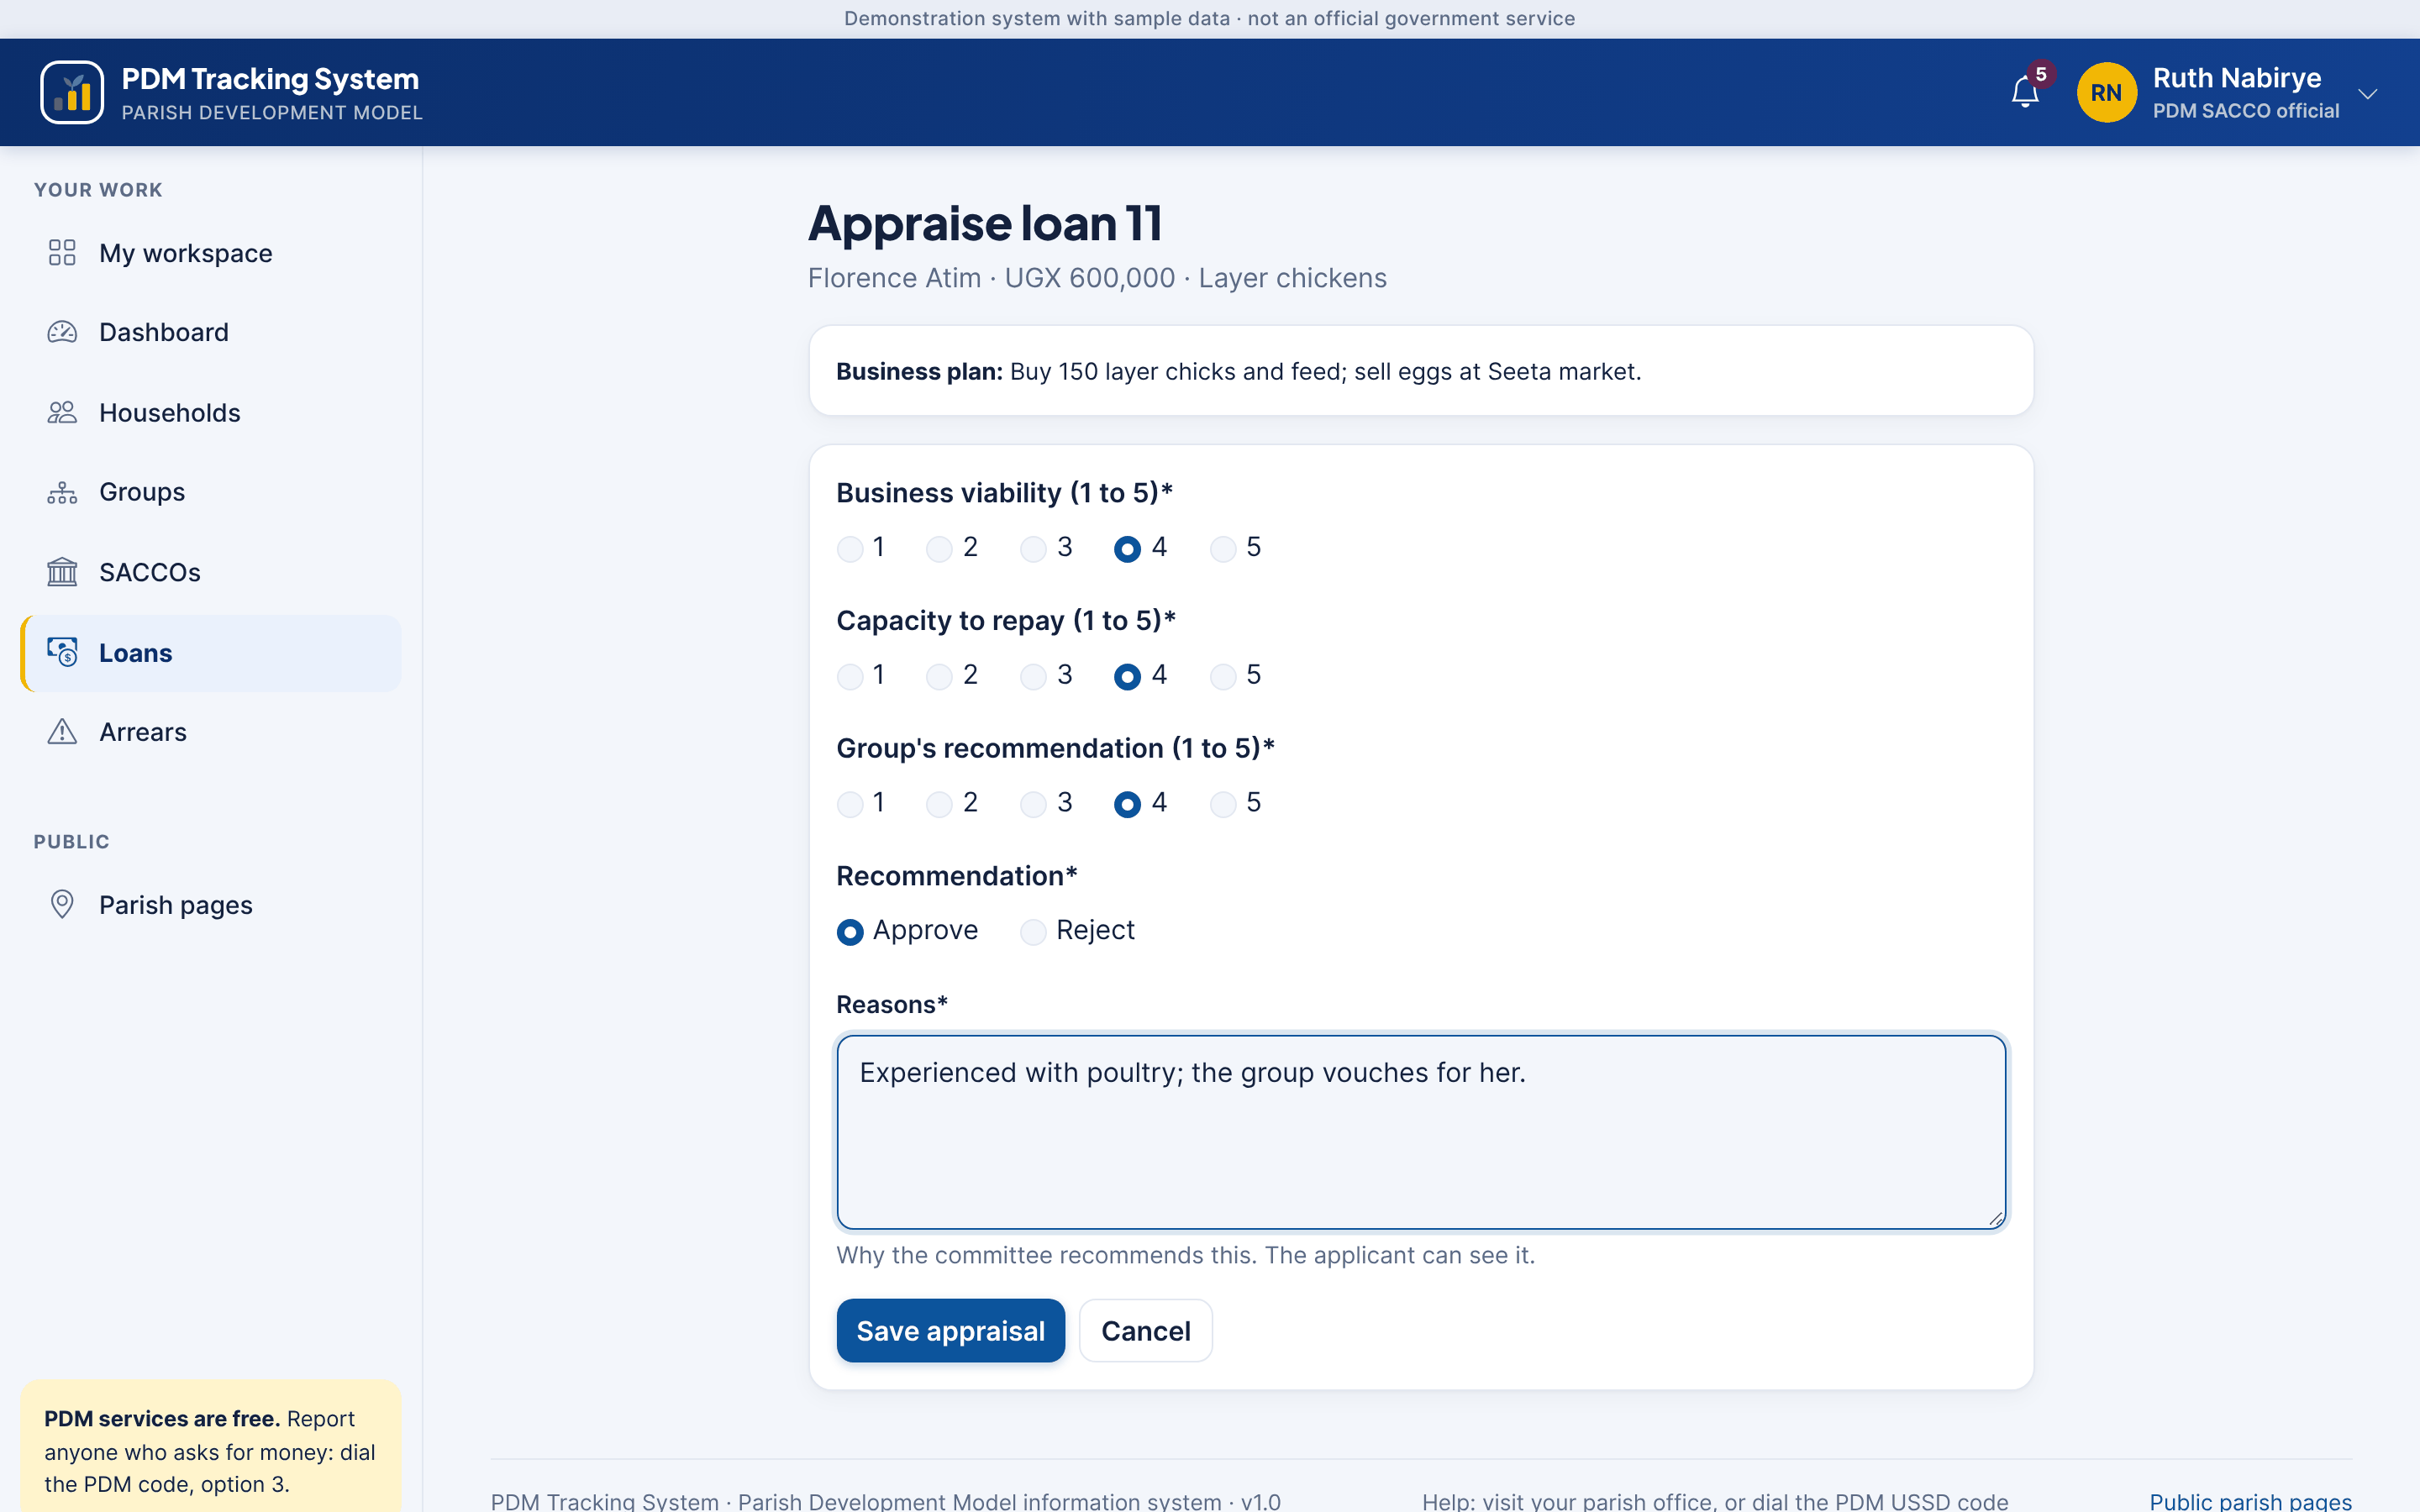 Demonstration system with sample data · not an official government service
PDM Tracking System
PARISH DEVELOPMENT MODEL
5
RN
Ruth Nabirye
PDM SACCO official
YOUR WORK
My workspace
Dashboard
Households
Groups
SACCOs
Loans
Arrears
PUBLIC
Parish pages
PDM services are free. Report
anyone who asks for money: dial
the PDM code, option 3.
Appraise loan 11
Florence Atim · UGX 600,000 · Layer chickens
Business plan: Buy 150 layer chicks and feed; sell eggs at Seeta market.
Business viability (1 to 5)*
1 2 3 4 5
Capacity to repay (1 to 5)*
1 2 3 4 5
Group's recommendation (1 to 5)*
1 2 3 4 5
Recommendation*
Approve Reject
Reasons*
Experienced with poultry; the group vouches for her.
Why the committee recommends this. The applicant can see it.
Save appraisal Cancel
PDM Tracking System · Parish Development Model information system · v1.0
Help: visit your parish office, or dial the PDM USSD code
Public parish pages